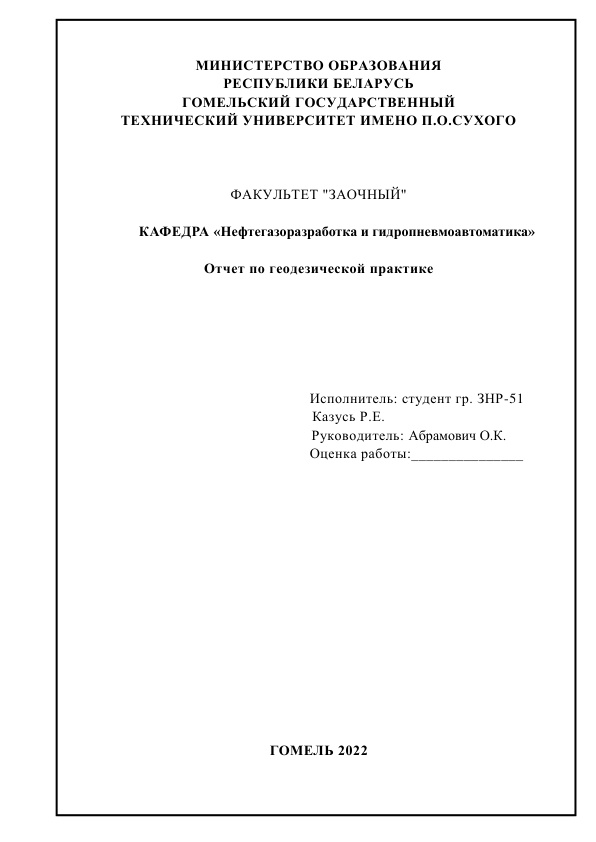 МИНИСТЕРСТВО ОБРАЗОВАНИЯ
РЕСПУБЛИКИ БЕЛАРУСЬ
ГОМЕЛЬСКИЙ ГОСУДАРСТВЕННЫЙ
ТЕХНИЧЕСКИЙ УНИВЕРСИТЕТ ИМЕНО П.О.СУХОГО
ФАКУЛЬТЕТ "ЗАОЧНЫЙ"
КАФЕДРА «Нефтегазоразработка и гидропневмоавтоматика»
Отчет по геодезической практике
Исполнитель: студент гр. ЗНР-51
Казусь Р.Е.
Руководитель: Абрамович О.К.
Оценка работы:_______________
ГОМЕЛЬ 2022